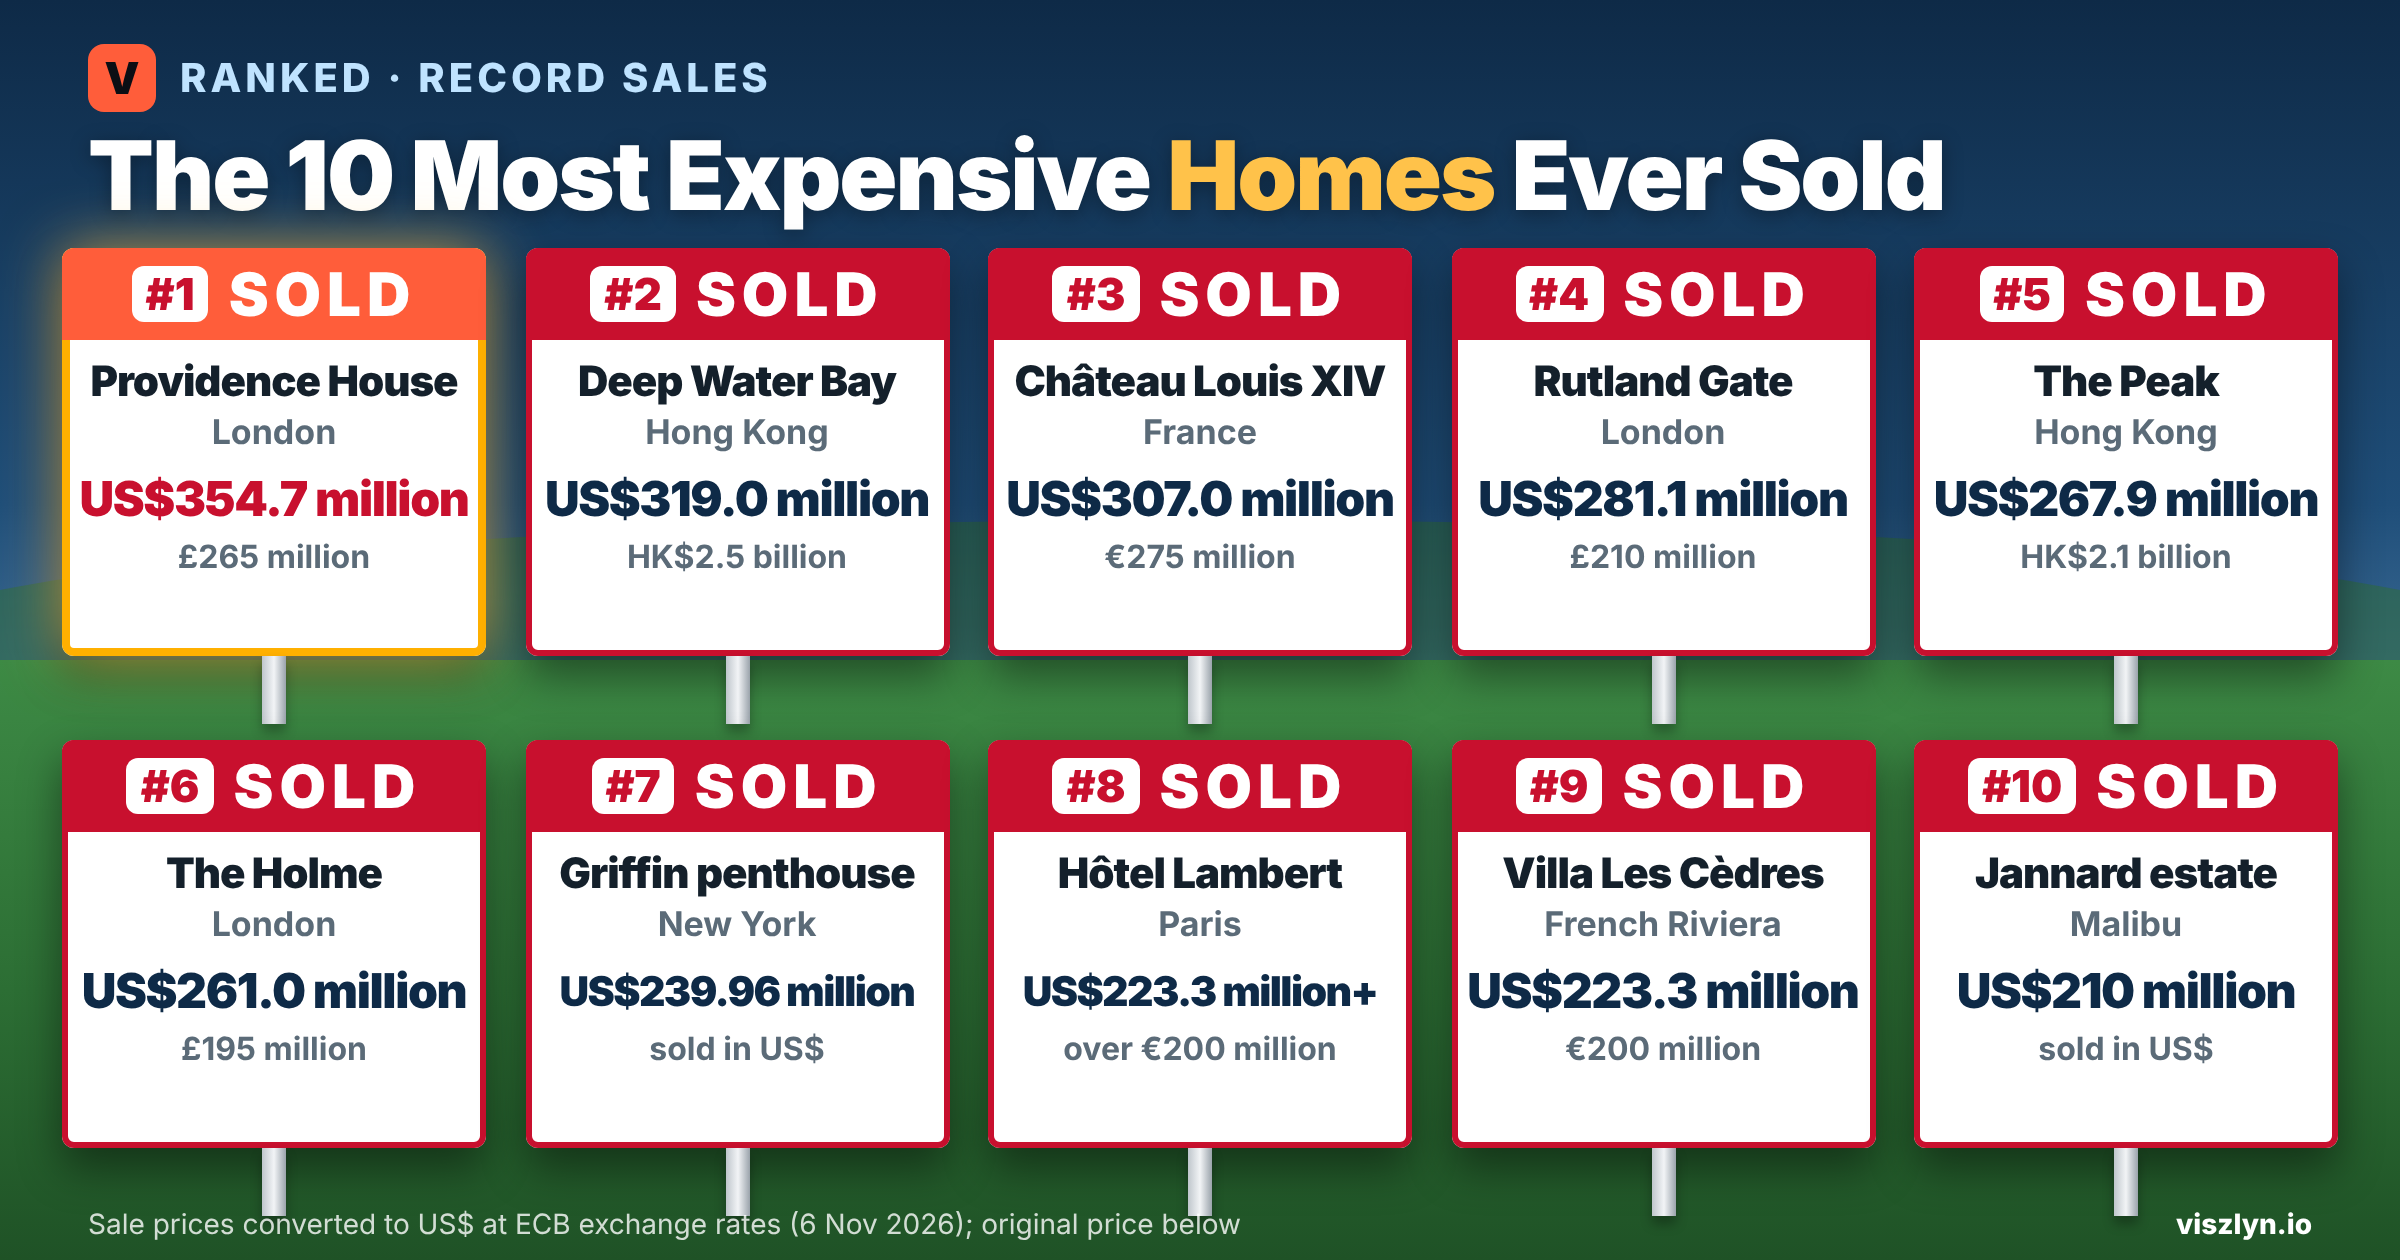 V RANKED · RECORD SALES
The 10 Most Expensive Homes Ever Sold
#1 SOLD
Providence House
London
US$354.7 million
£265 million
#2 SOLD
Deep Water Bay
Hong Kong
US$319.0 million
HK$2.5 billion
#3 SOLD
Château Louis XIV
France
US$307.0 million
€275 million
#4 SOLD
Rutland Gate
London
US$281.1 million
£210 million
#5 SOLD
The Peak
Hong Kong
US$267.9 million
HK$2.1 billion
#6 SOLD
The Holme
London
US$261.0 million
£195 million
#7 SOLD
Griffin penthouse
New York
US$239.96 million
sold in US$
#8 SOLD
Hôtel Lambert
Paris
US$223.3 million+
over €200 million
#9 SOLD
Villa Les Cèdres
French Riviera
US$223.3 million
€200 million
#10 SOLD
Jannard estate
Malibu
US$210 million
sold in US$
Sale prices converted to US$ at ECB exchange rates (6 Nov 2026); original price below
viszlyn.io